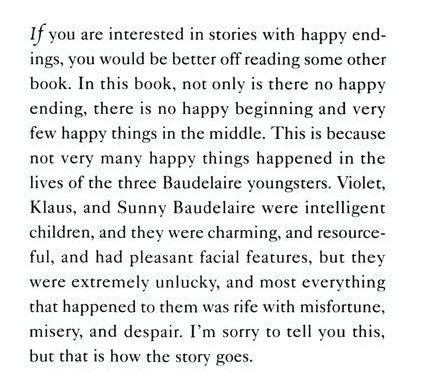 If you are interested in stories with happy end-
ings, you would be better off reading some other
book. In this book, not only is there no happy
ending, there is no happy beginning and very
few happy things in the middle. This is because
not very many happy things happened in the
lives of the three Baudelaire youngsters. Violet,
Klaus, and Sunny Baudelaire were intelligent
children, and they were charming, and resource-
ful, and had pleasant facial features, but they
were extremely unlucky, and most everything
that happened to them was rife with misfortune,
misery, and despair. I'm sorry to tell you this,
but that is how the story goes.